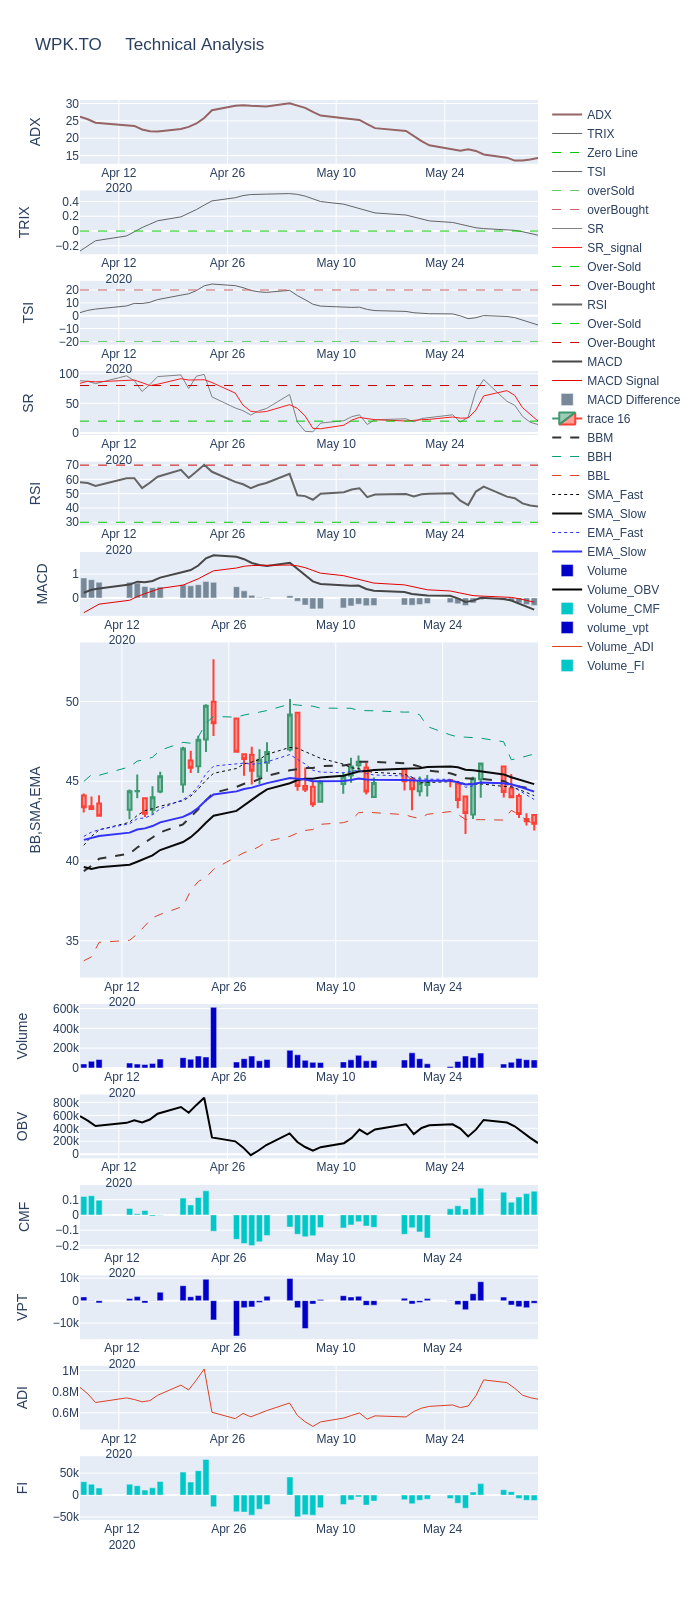 WPK.TO Technical Analysis
ADX
30
25
20
15
Apr 12
2020
Apr 26
May 10
May 24
TRIX
0.4
0.2
0
−0.2
Apr 12
2020
Apr 26
May 10
May 24
TSI
20
10
0
−10
−20
Apr 12
2020
Apr 26
May 10
May 24
SR
100
50
0
Apr 12
2020
Apr 26
May 10
May 24
RSI
70
60
50
40
30
Apr 12
2020
Apr 26
May 10
May 24
MACD
1
0
Apr 12
2020
Apr 26
May 10
May 24
BB,SMA,EMA
50
45
40
35
Apr 12
2020
Apr 26
May 10
May 24
Volume
600k
400k
200k
0
Apr 12
2020
Apr 26
May 10
May 24
OBV
800k
600k
400k
200k
0
Apr 12
2020
Apr 26
May 10
May 24
CMF
0.1
0
−0.1
−0.2
Apr 12
2020
Apr 26
May 10
May 24
VPT
10k
0
−10k
Apr 12
2020
Apr 26
May 10
May 24
ADI
1M
0.8M
0.6M
Apr 12
2020
Apr 26
May 10
May 24
FI
50k
0
−50k
Apr 12
2020
Apr 26
May 10
May 24
ADX
TRIX
Zero Line
TSI
overSold
overBought
SR
SR_signal
Over-Sold
Over-Bought
RSI
Over-Sold
Over-Bought
MACD
MACD Signal
MACD Difference
trace 16
BBM
BBH
BBL
SMA_Fast
SMA_Slow
EMA_Fast
EMA_Slow
Volume
Volume_OBV
Volume_CMF
volume_vpt
Volume_ADI
Volume_FI